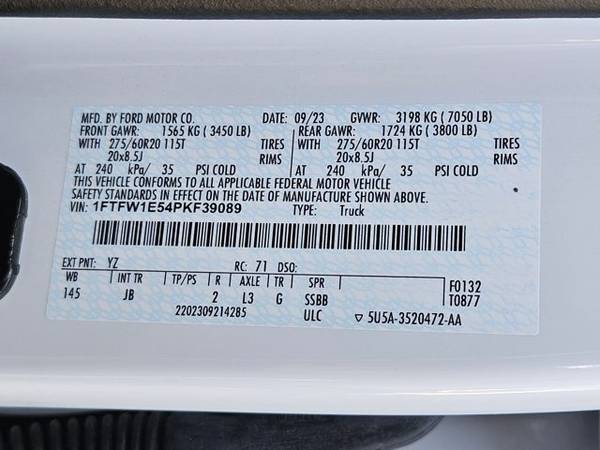 MFD. BY FORD MOTOR CO. DATE: 09/23 GVWR: 3198 KG ( 7050 LB)
FRONT GAWR: 1565 KG ( 3450 LB) REAR GAWR: 1724 KG ( 3800 LB)
WITH 275/60R20 115T TIRES WITH 275/60R20 115T TIRES
20x8.5J RIMS 20x8.5J RIMS
AT 240 kPa/ 35 PSI COLD AT 240 kPa/ 35 PSI COLD
THIS VEHICLE CONFORMS TO ALL APPLICABLE FEDERAL MOTOR VEHICLE
SAFETY STANDARDS IN EFFECT ON THE DATE OF MANUFACTURE SHOWN ABOVE.
VIN: 1FTFW1E54PKF39089 TYPE: Truck
EXT PNT: YZ RC: 71 DSO:
WB INT TR TP/PS R AXLE TR SPR F0132
145 JB 2 L3 G SSBB T0877
2202309214285 ULC ▽ 5U5A-3520472-AA